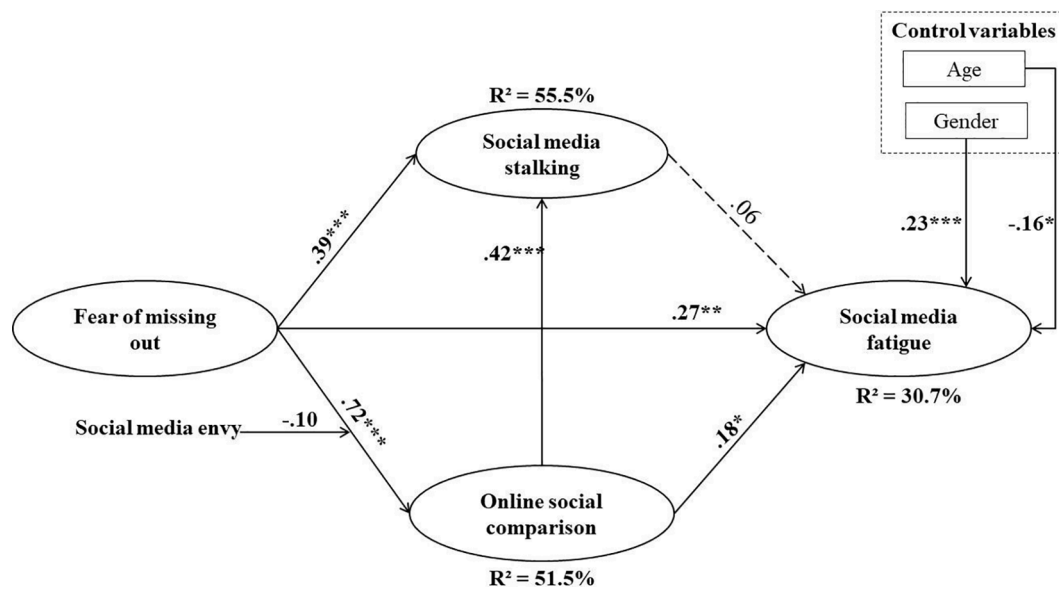 Control variables
Age
Gender
R² = 55.5%
Social media
stalking
.06
.39***
.42***
.23***
-.16*
Fear of missing
out
.27**
Social media
fatigue
R² = 30.7%
Social media envy
-.10
.72***
.18*
Online social
comparison
R² = 51.5%